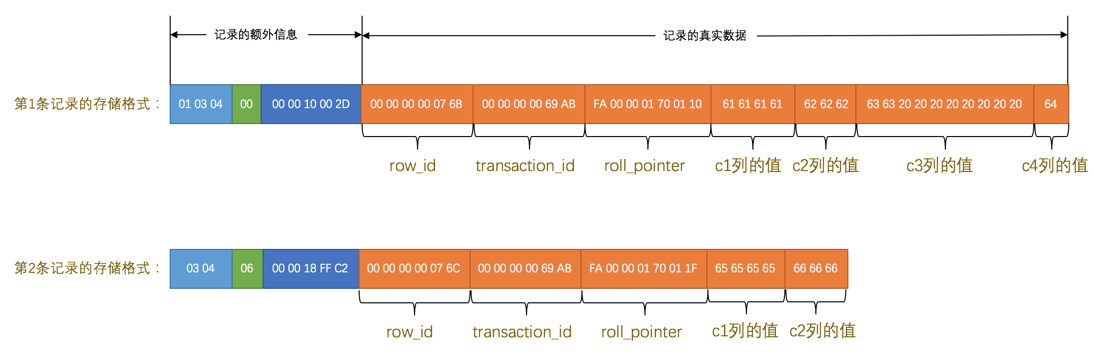 记录的额外信息 记录的真实数据
第1条记录的存储格式： 01 03 04 00 00 00 10 00 2D 00 00 00 00 07 6B 00 00 00 00 69 AB FA 00 00 01 70 01 10 61 61 61 61 62 62 62 63 63 20 20 20 20 20 20 20 20 64
row_id transaction_id roll_pointer c1列的值 c2列的值 c3列的值 c4列的值
第2条记录的存储格式： 03 04 06 00 00 18 FF C2 00 00 00 00 07 6C 00 00 00 00 69 AB FA 00 00 01 70 01 1F 65 65 65 65 66 66 66
row_id transaction_id roll_pointer c1列的值 c2列的值